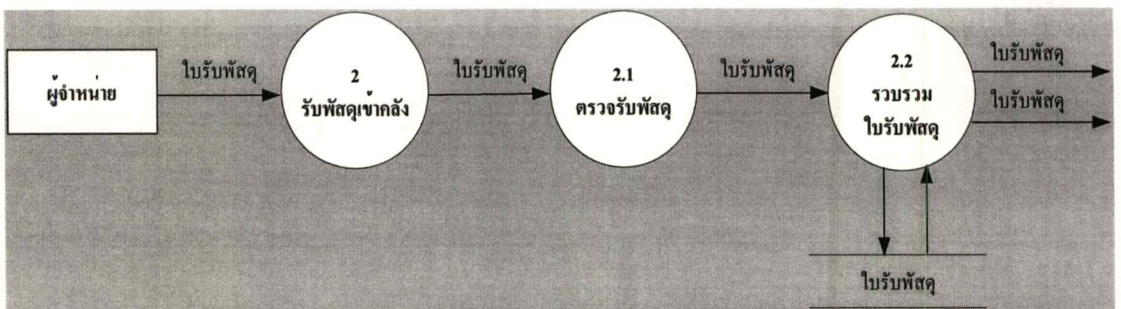 ผู้จำหน่าย
ใบรับพัสดุ
2
รับพัสดุเข้าคลัง
ใบรับพัสดุ
2.1
ตรวจรับพัสดุ
ใบรับพัสดุ
2.2
รวบรวม
ใบรับพัสดุ
ใบรับพัสดุ
ใบรับพัสดุ
ใบรับพัสดุ